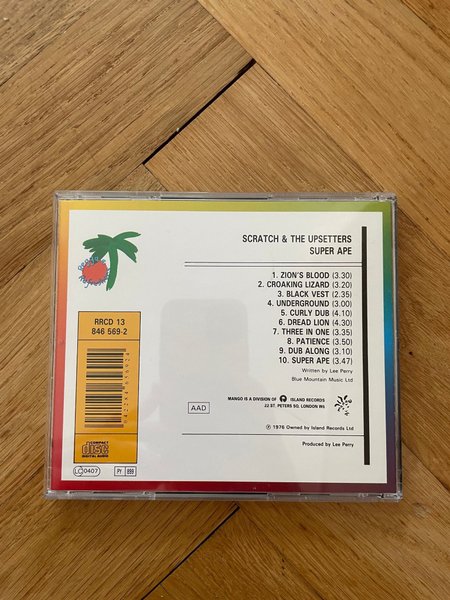 REGGAE REFRESHERS
SCRATCH & THE UPSETTERS
SUPER APE
1. ZION'S BLOOD (3.30)
2. CROAKING LIZARD (3.20)
3. BLACK VEST (2.35)
4. UNDERGROUND (3.00)
5. CURLY DUB (4.10)
6. DREAD LION (4.30)
7. THREE IN ONE (3.35)
8. PATIENCE (3.50)
9. DUB ALONG (3.10)
10. SUPER APE (3.47)
Written by Lee Perry
Blue Mountain Music Ltd
RRCD 13
846 569-2
COMPACT
disc
DIGITAL AUDIO
LC 0407
PY 899
MANGO IS A DIVISION OF ISLAND RECORDS
22 ST. PETERS SQ, LONDON W6
AAD
℗ 1976 Owned by Island Records Ltd
Produced by Lee Perry